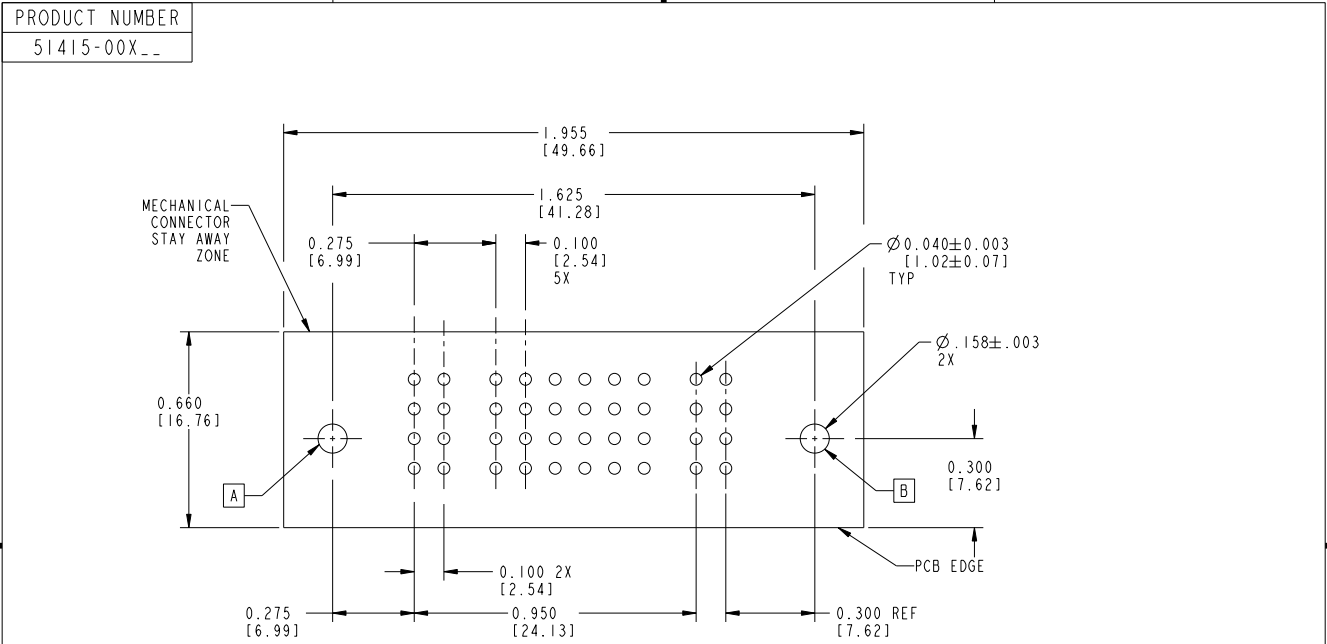 PRODUCT NUMBER
51415-00X__
1.955
[49.66]
1.625
[41.28]
MECHANICAL
CONNECTOR
STAY AWAY
ZONE
0.275
[6.99]
0.100
[2.54]
5X
Ø0.040±0.003
[1.02±0.07]
TYP
Ø.158±.003
2X
0.660
[16.76]
A
B
0.300
[7.62]
PCB EDGE
0.100 2X
[2.54]
0.275
[6.99]
0.950
[24.13]
0.300 REF
[7.62]